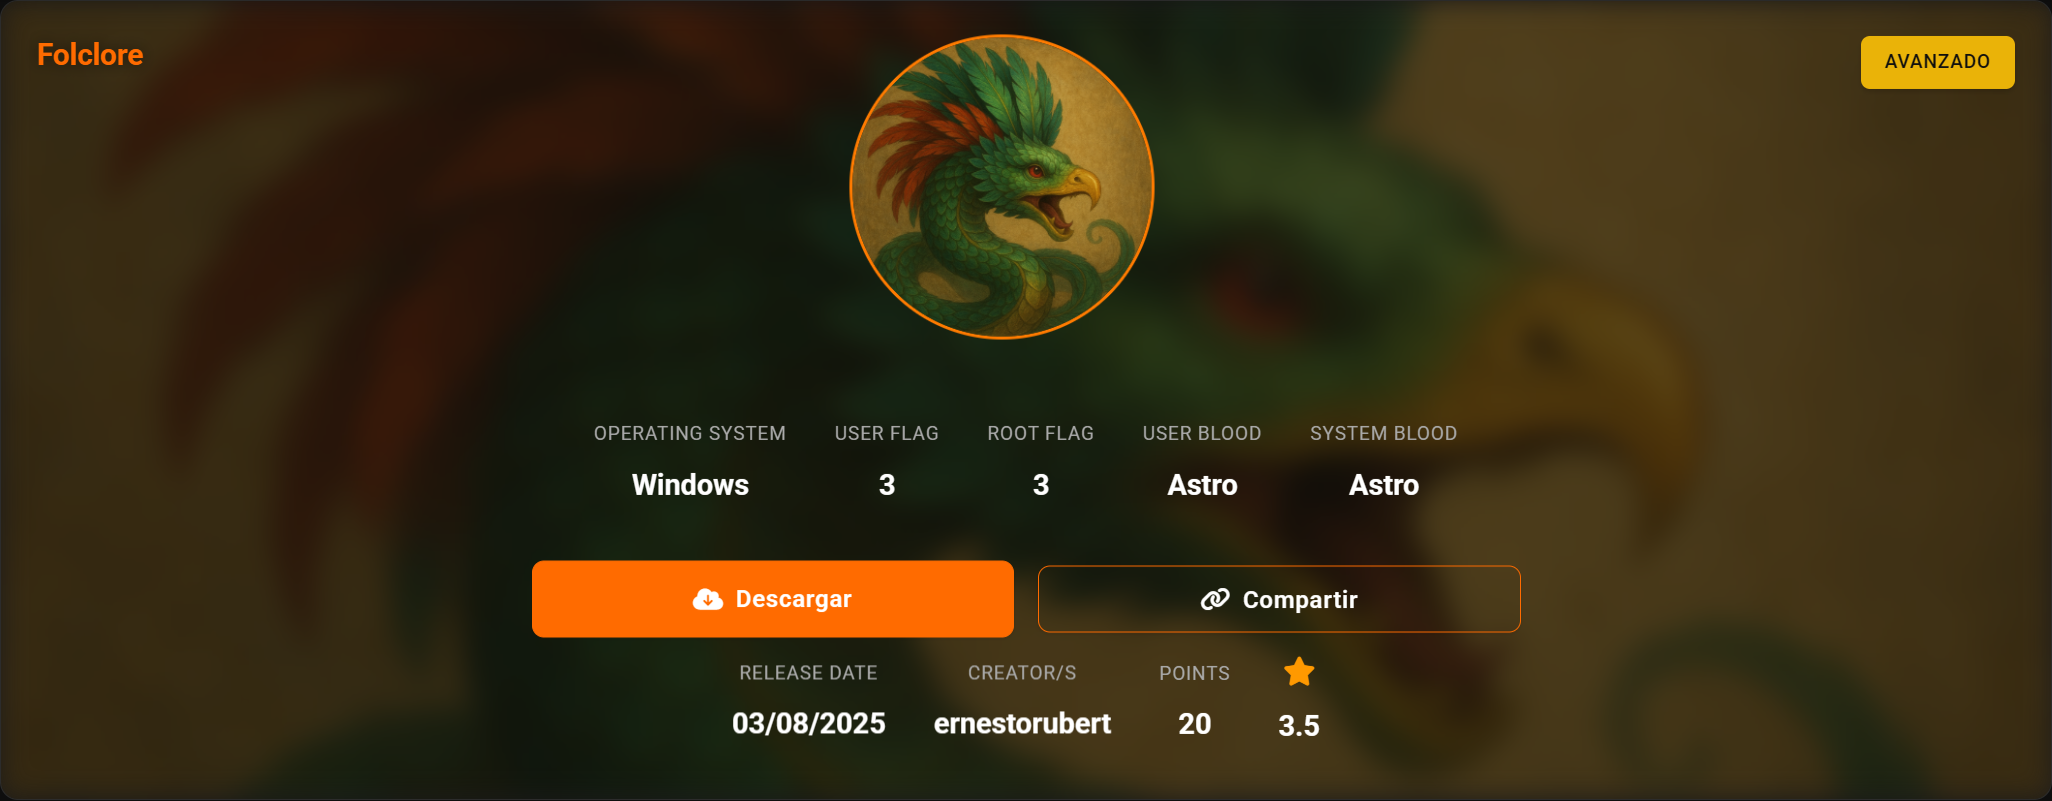 Folclore
AVANZADO
OPERATING SYSTEM USER FLAG ROOT FLAG USER BLOOD SYSTEM BLOOD
Windows 3 3 Astro Astro
Descargar Compartir
RELEASE DATE CREATOR/S POINTS
03/08/2025 ernestorubert 20 3.5